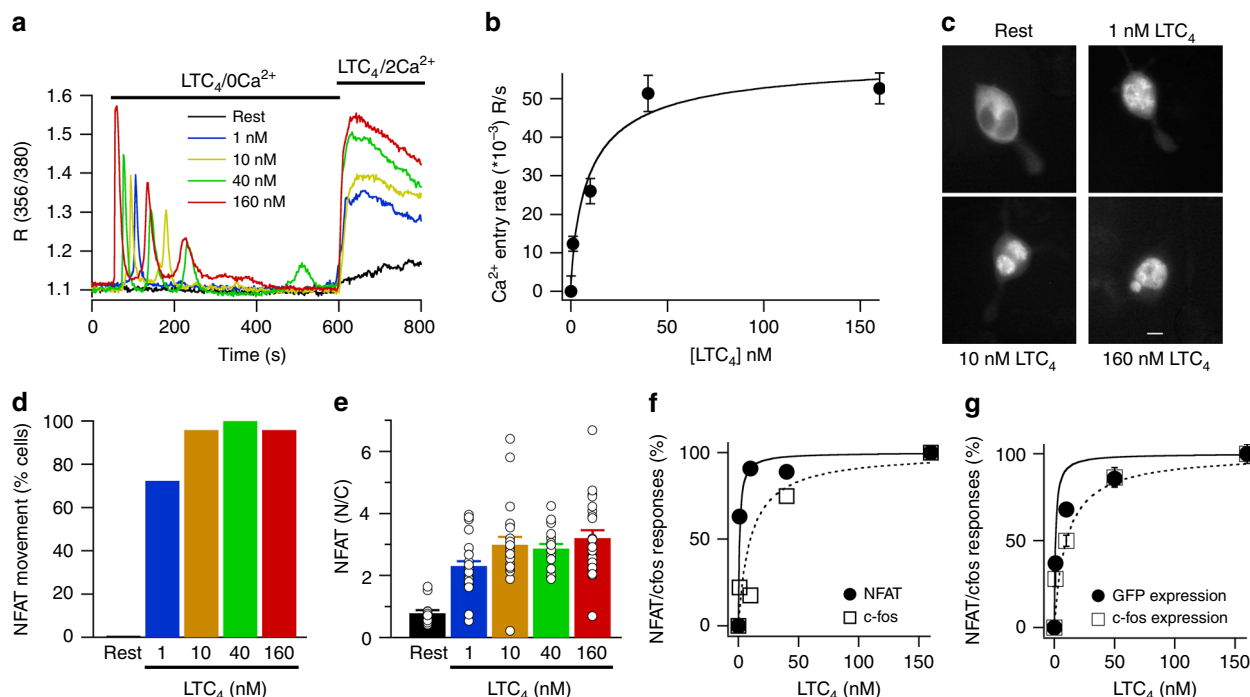 a
LTC₄/0Ca²⁺
LTC₄/2Ca²⁺
1.6
1.5
1.4
1.3
1.2
1.1
R (356/380)
Rest
1 nM
10 nM
40 nM
160 nM
0 200 400 600 800
Time (s)
b
Ca²⁺ entry rate (*10⁻³) R/s
50
40
30
20
10
0
0 50 100 150
[LTC₄] nM
c
Rest
1 nM LTC₄
10 nM LTC₄
160 nM LTC₄
d
NFAT movement (% cells)
100
80
60
40
20
0
Rest 1 10 40 160
LTC₄ (nM)
e
NFAT (N/C)
6
4
2
0
Rest 1 10 40 160
LTC₄ (nM)
f
NFAT/cfos responses (%)
100
50
0
NFAT
c-fos
0 50 100 150
LTC₄ (nM)
g
NFAT/cfos responses (%)
100
50
0
GFP expression
c-fos expression
0 50 100 150
LTC₄ (nM)